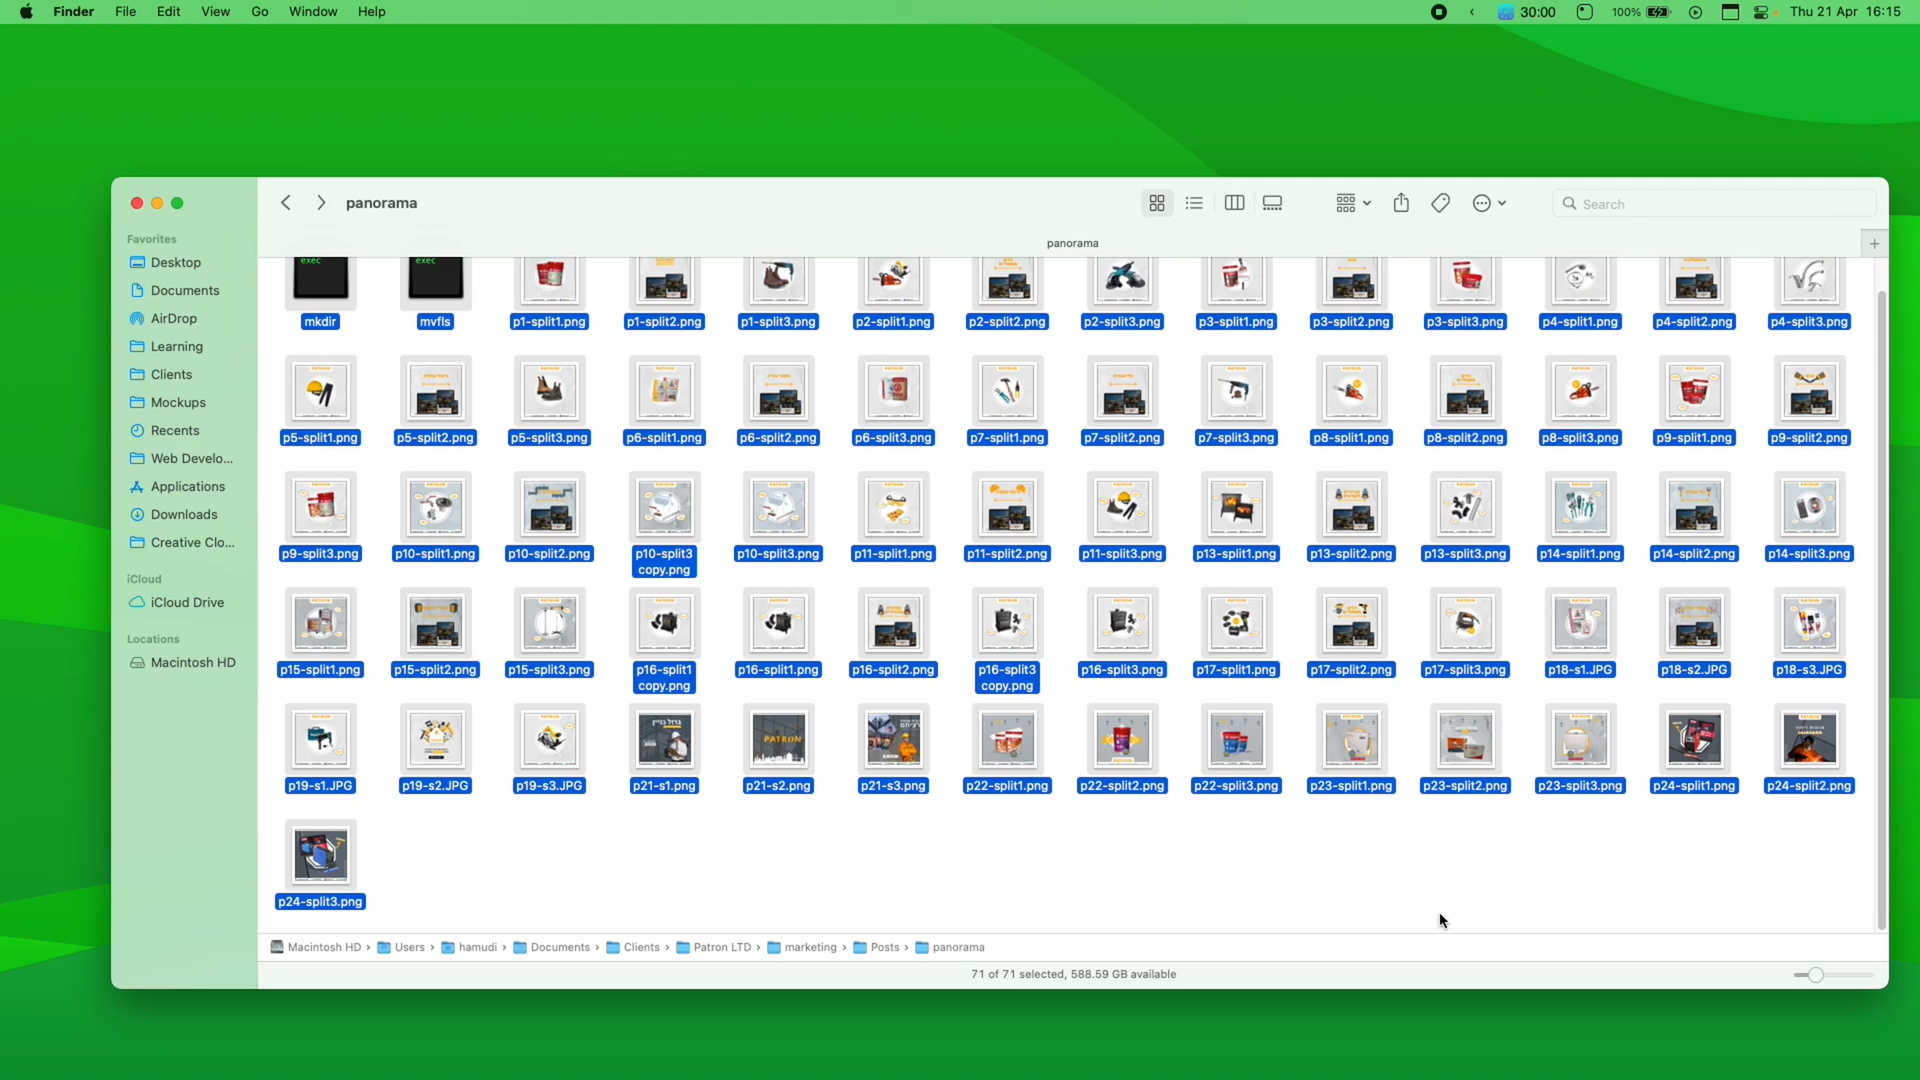 Finder File Edit View Go Window Help
30:00 100% Thu 21 Apr 16:15
panorama
Search
panorama
Favorites
Desktop
Documents
AirDrop
Learning
Clients
Mockups
Recents
Web Develo...
Applications
Downloads
Creative Clo...
iCloud
iCloud Drive
Locations
Macintosh HD
exec exec
mkdir mvfls p1-split1.png p1-split2.png p1-split3.png p2-split1.png p2-split2.png p2-split3.png p3-split1.png p3-split2.png p3-split3.png p4-split1.png p4-split2.png p4-split3.png
p5-split1.png p5-split2.png p5-split3.png p6-split1.png p6-split2.png p6-split3.png p7-split1.png p7-split2.png p7-split3.png p8-split1.png p8-split2.png p8-split3.png p9-split1.png p9-split2.png
p9-split3.png p10-split1.png p10-split2.png p10-split3 p10-split3.png p11-split1.png p11-split2.png p11-split3.png p13-split1.png p13-split2.png p13-split3.png p14-split1.png p14-split2.png p14-split3.png
copy.png
p15-split1.png p15-split2.png p15-split3.png p16-split1 p16-split1.png p16-split2.png p16-split3 p16-split3.png p17-split1.png p17-split2.png p17-split3.png p18-s1.JPG p18-s2.JPG p18-s3.JPG
copy.png copy.png
PATRON
p19-s1.JPG p19-s2.JPG p19-s3.JPG p21-s1.png p21-s2.png p21-s3.png p22-split1.png p22-split2.png p22-split3.png p23-split1.png p23-split2.png p23-split3.png p24-split1.png p24-split2.png
p24-split3.png
Macintosh HD › Users › hamudi › Documents › Clients › Patron LTD › marketing › Posts › panorama
71 of 71 selected, 588.59 GB available